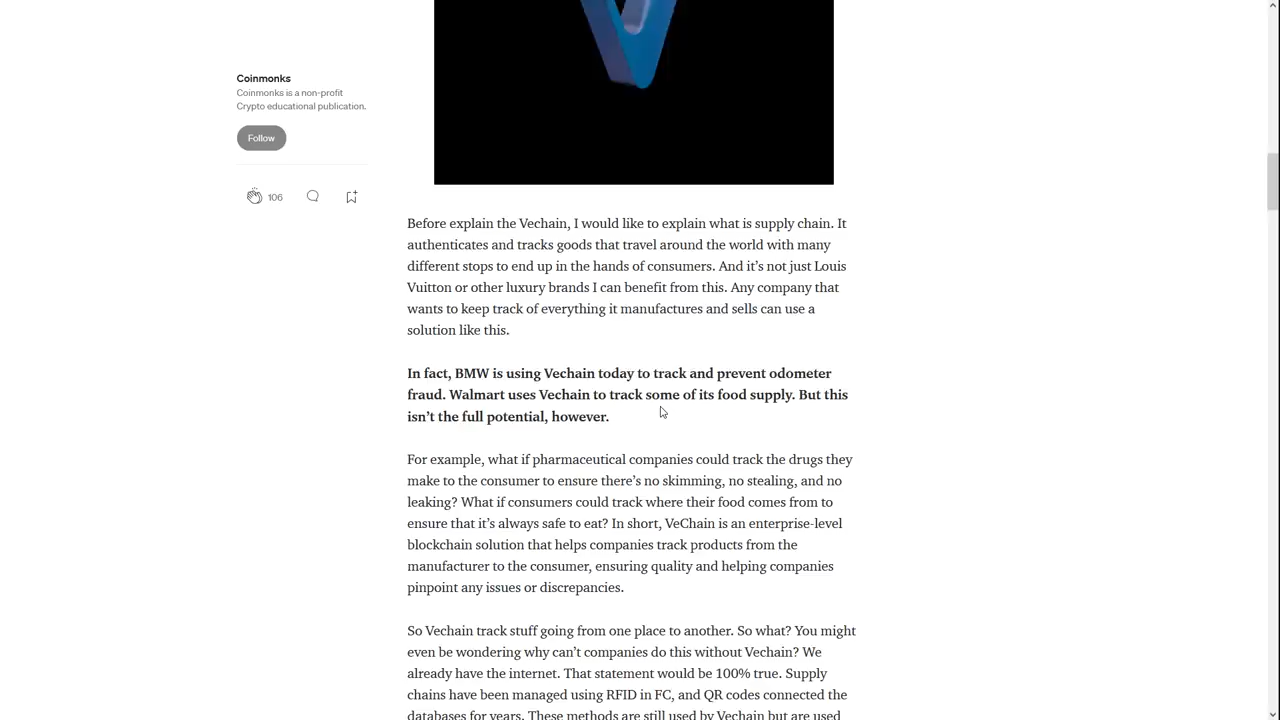 Coinmonks
Coinmonks is a non-profit
Crypto educational publication.
Follow
106
Before explain the Vechain, I would like to explain what is supply chain. It
authenticates and tracks goods that travel around the world with many
different stops to end up in the hands of consumers. And it’s not just Louis
Vuitton or other luxury brands I can benefit from this. Any company that
wants to keep track of everything it manufactures and sells can use a
solution like this.
In fact, BMW is using Vechain today to track and prevent odometer
fraud. Walmart uses Vechain to track some of its food supply. But this
isn’t the full potential, however.
For example, what if pharmaceutical companies could track the drugs they
make to the consumer to ensure there’s no skimming, no stealing, and no
leaking? What if consumers could track where their food comes from to
ensure that it’s always safe to eat? In short, VeChain is an enterprise-level
blockchain solution that helps companies track products from the
manufacturer to the consumer, ensuring quality and helping companies
pinpoint any issues or discrepancies.
So Vechain track stuff going from one place to another. So what? You might
even be wondering why can’t companies do this without Vechain? We
already have the internet. That statement would be 100% true. Supply
chains have been managed using RFID in FC, and QR codes connected the
databases for years. These methods are still used by Vechain but are used